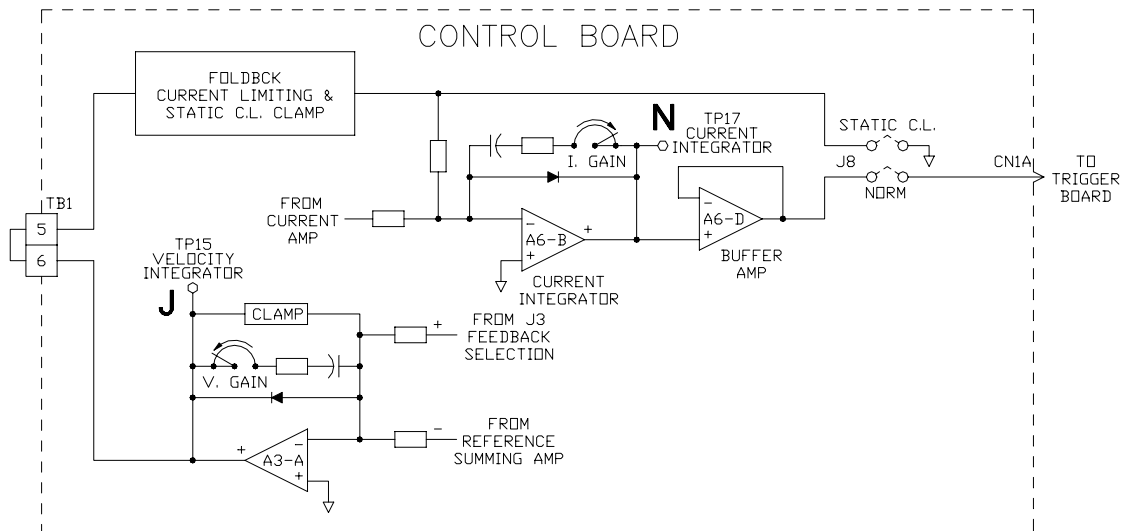 CONTROL BOARD
FOLDBCK
CURRENT LIMITING &
STATIC C.L. CLAMP
N
TP17
CURRENT
INTEGRATOR
I. GAIN
STATIC C.L.
J8
NORM
CN1A
TO
TRIGGER
BOARD
TB1
5
6
FROM
CURRENT
AMP
-
A6-B
+
+
CURRENT
INTEGRATOR
-
A6-D
+
BUFFER
AMP
TP15
VELOCITY
INTEGRATOR
J
CLAMP
+
FROM J3
FEEDBACK
SELECTION
V. GAIN
-
FROM
REFERENCE
SUMMING AMP
+
-
A3-A
+